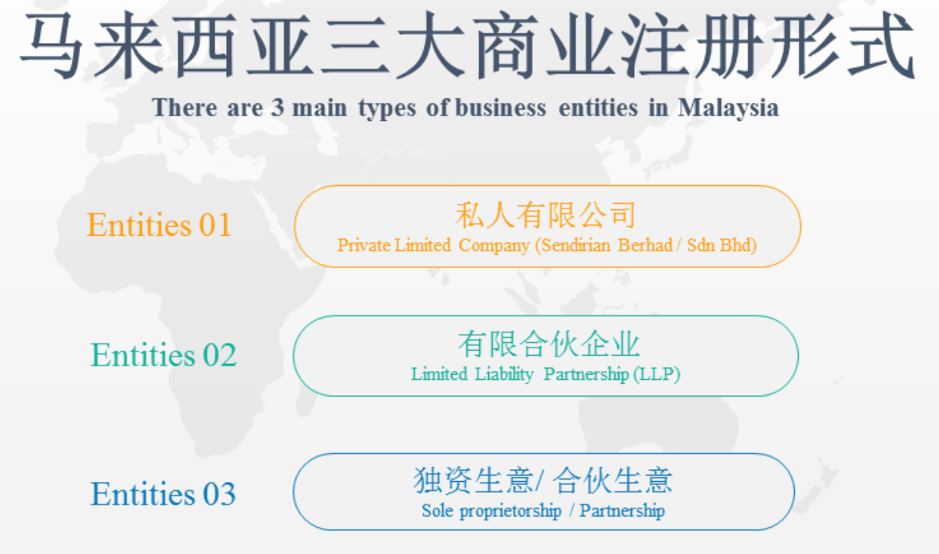 马来西亚三大商业注册形式
There are 3 main types of business entities in Malaysia
Entities 01
私人有限公司
Private Limited Company (Sendirian Berhad / Sdn Bhd)
Entities 02
有限合伙企业
Limited Liability Partnership (LLP)
Entities 03
独资生意/ 合伙生意
Sole proprietorship / Partnership